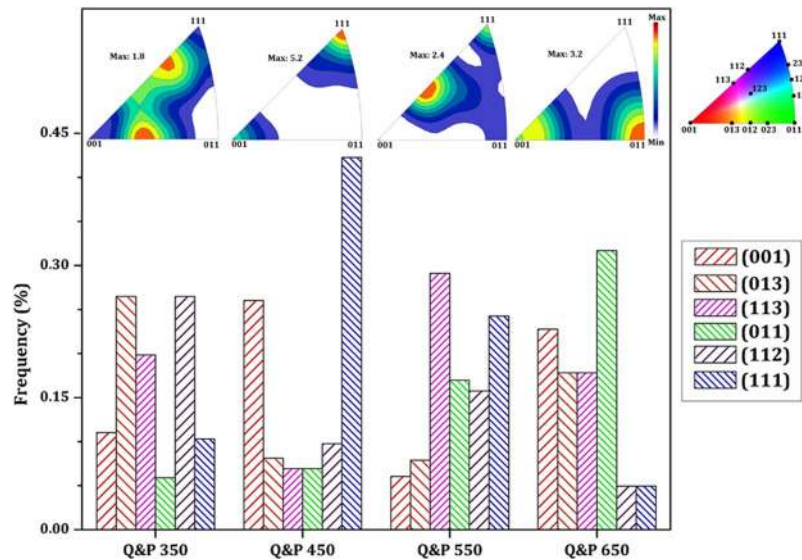 111
111
111
111
Max
Max: 1.8
Max: 5.2
Max: 2.4
Max: 3.2
111
112
113
123
001
011
001
011
001
011
001
011
Min
001
013
012
023
011
0.45
0.30
0.15
0.00
Frequency (%)
(001)
(013)
(113)
(011)
(112)
(111)
Q&P 350
Q&P 450
Q&P 550
Q&P 650